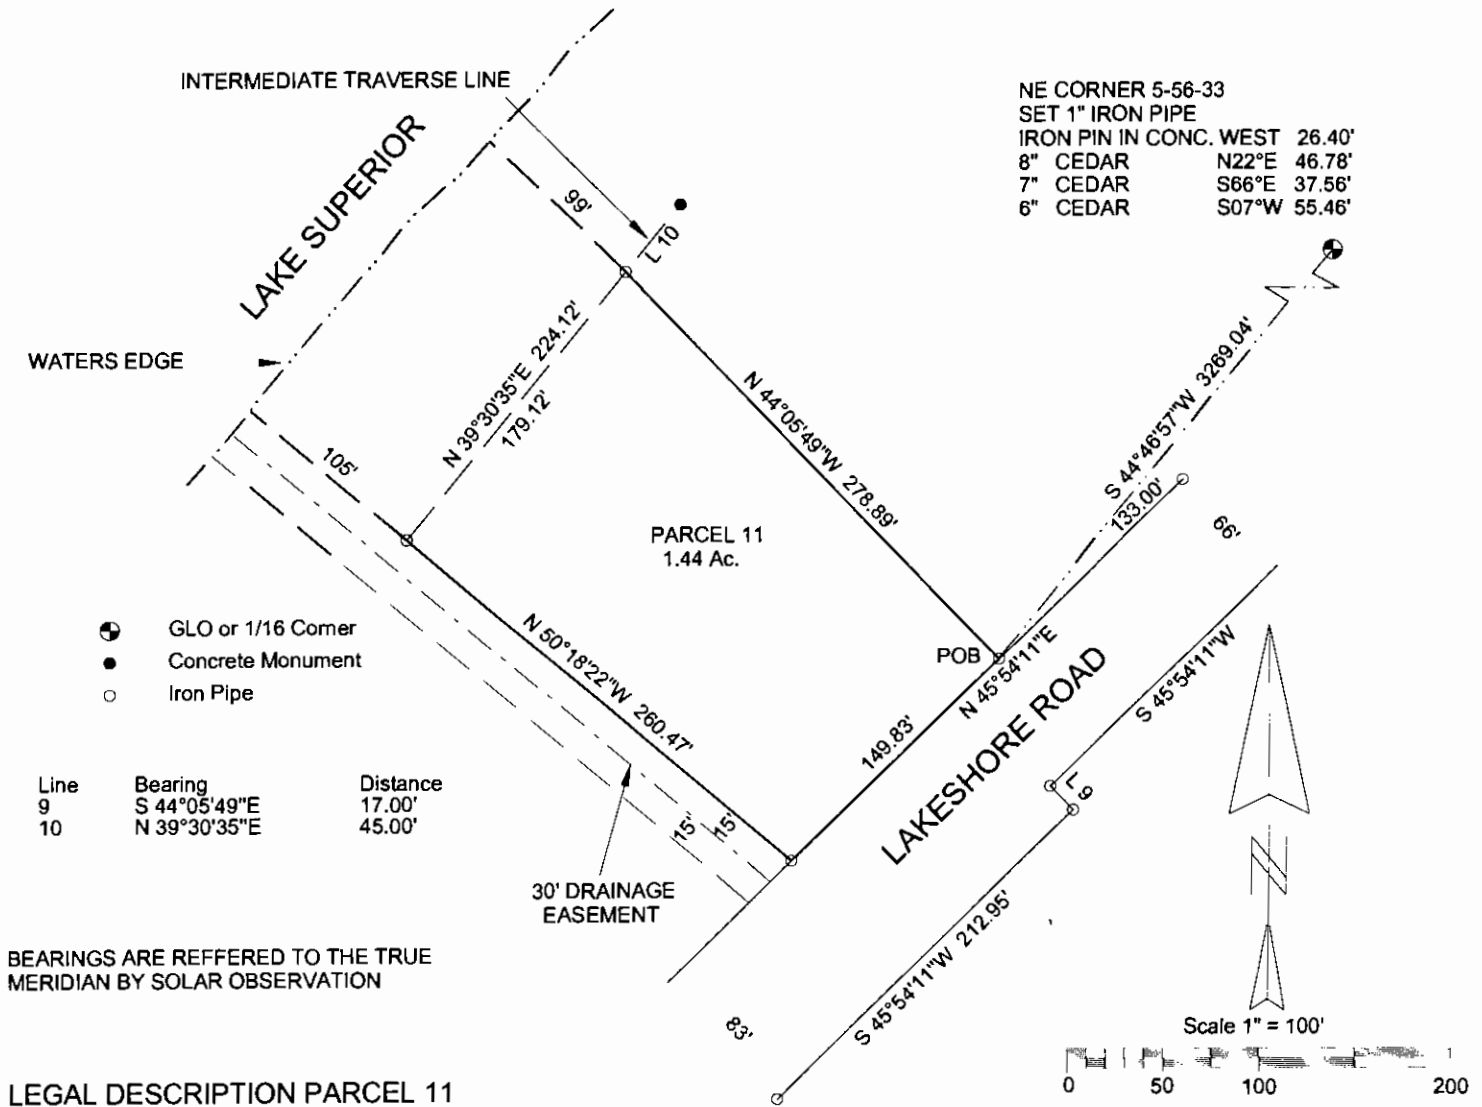 INTERMEDIATE TRAVERSE LINE
NE CORNER 5-56-33
SET 1" IRON PIPE
IRON PIN IN CONC. WEST 26.40'
8" CEDAR N22°E 46.78'
7" CEDAR S66°E 37.56'
6" CEDAR S07°W 55.46'
LAKE SUPERIOR
99'
L 10
WATERS EDGE
N 39°30'35"E 224.12'
179.12'
N 44°05'49"W 278.89'
S 44°46'57"W 3269.04'
133.00'
66'
105'
PARCEL 11
1.44 Ac.
GLO or 1/16 Corner
Concrete Monument
Iron Pipe
N 50°18'22"W 260.47'
POB
N 45°54'11"E
149.83'
LAKESHORE ROAD
S 45°54'11"W
L 9
Line Bearing Distance
9 S 44°05'49"E 17.00'
10 N 39°30'35"E 45.00'
15' 15'
30' DRAINAGE
EASEMENT
S 45°54'11"W 212.95'
83'
BEARINGS ARE REFFERED TO THE TRUE
MERIDIAN BY SOLAR OBSERVATION
N
Scale 1" = 100'
0 50 100 200
LEGAL DESCRIPTION PARCEL 11